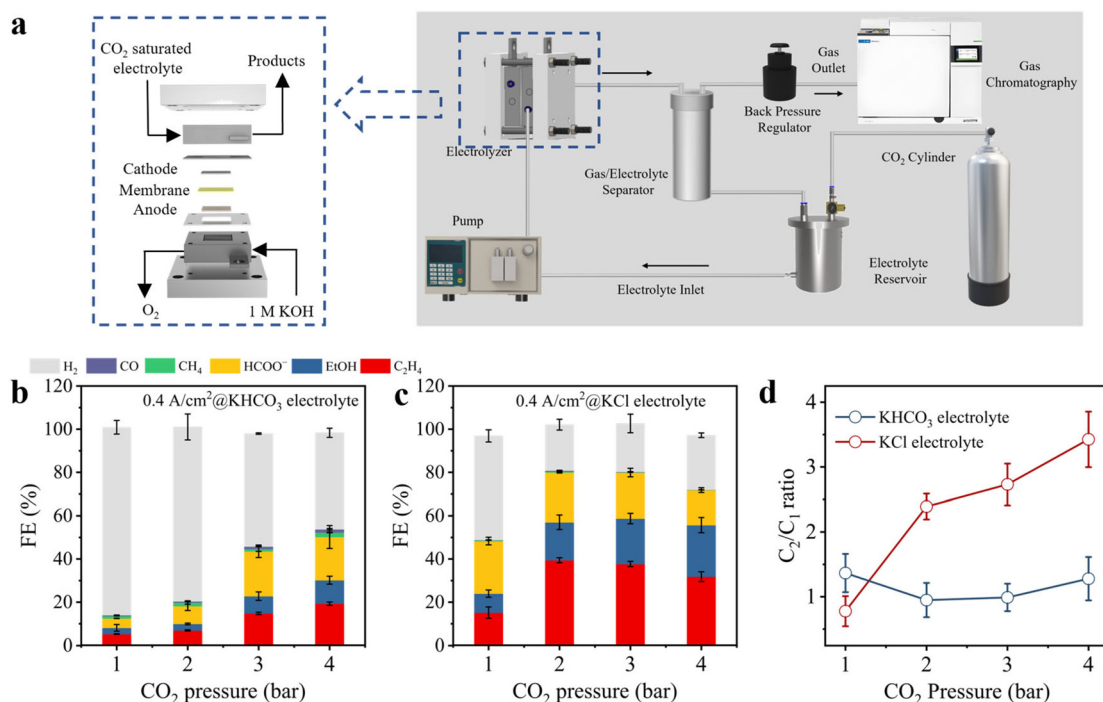 a
CO₂ saturated
electrolyte
Products
Cathode
Membrane
Anode
O₂
1 M KOH
Electrolyzer
Gas/Electrolyte
Separator
Back Pressure
Regulator
Gas
Outlet
Gas
Chromatography
CO₂ Cylinder
Pump
Electrolyte Inlet
Electrolyte
Reservoir
H₂ CO CH₄ HCOO⁻ EtOH C₂H₄
b
0.4 A/cm²@KHCO₃ electrolyte
FE (%)
120
100
80
60
40
20
0
1 2 3 4
CO₂ pressure (bar)
c
0.4 A/cm²@KCl electrolyte
FE (%)
120
100
80
60
40
20
0
1 2 3 4
CO₂ pressure (bar)
d
KHCO₃ electrolyte
KCl electrolyte
C₂/C₁ ratio
4
3
2
1
1 2 3 4
CO₂ Pressure (bar)